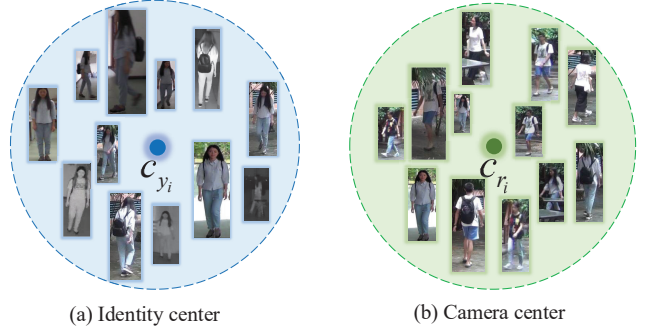 c_{y_i}
c_{r_i}
(a) Identity center
(b) Camera center